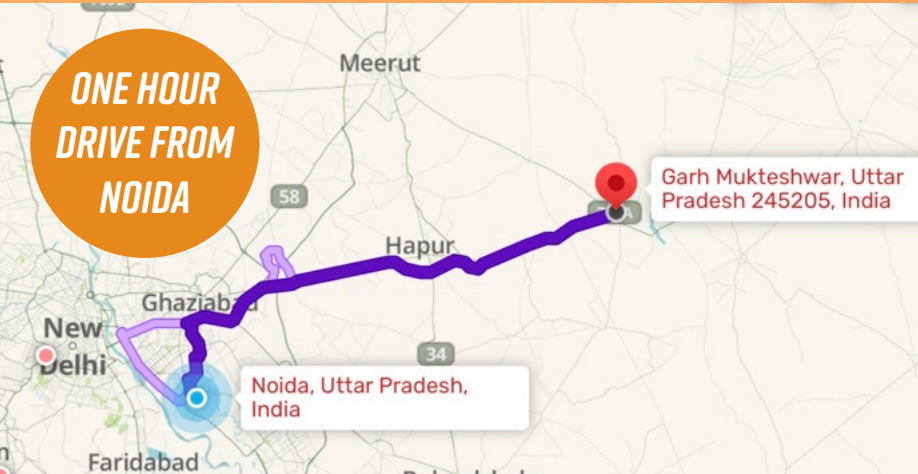 Meerut
ONE HOUR
DRIVE FROM
NOIDA
58
Garh Mukteshwar, Uttar
Pradesh 245205, India
Hapur
Ghaziabad
New
Delhi
34
Noida, Uttar Pradesh,
India
Faridabad